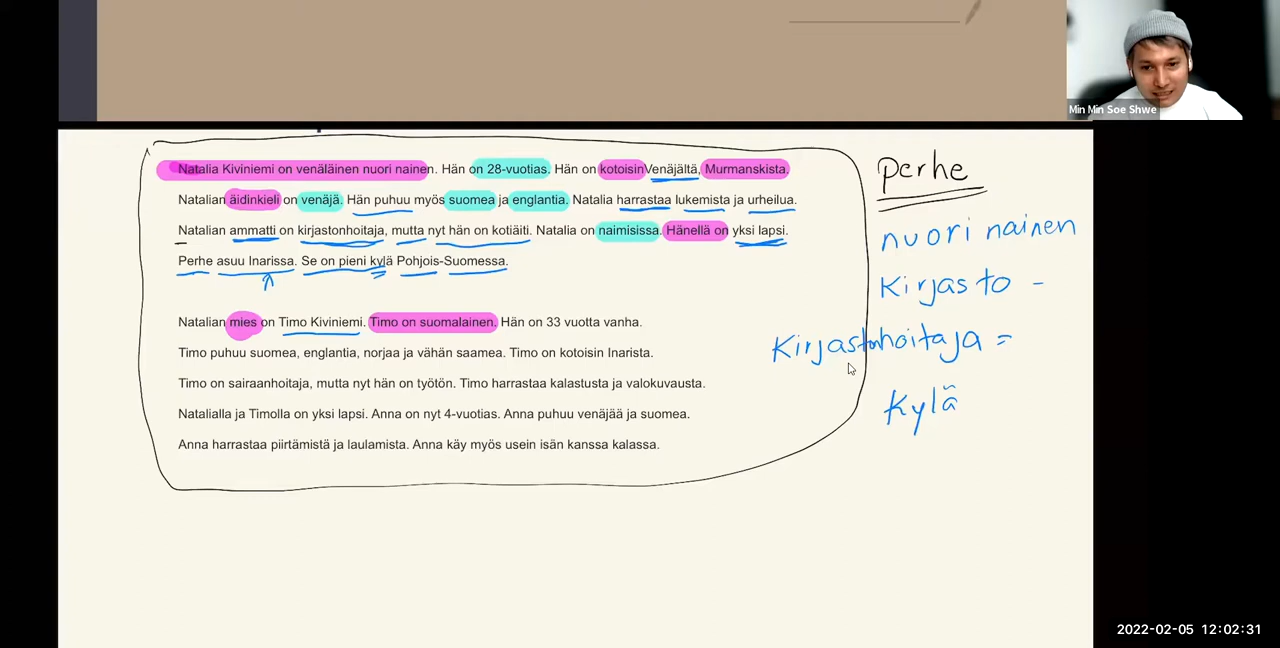 Min Min Soe Shwe
Natalia Kiviniemi on venäläinen nuori nainen. Hän on 28-vuotias. Hän on kotoisin Venäjältä, Murmanskista.
Natalian äidinkieli on venäjä. Hän puhuu myös suomea ja englantia. Natalia harrastaa lukemista ja urheilua.
Natalian ammatti on kirjastonhoitaja, mutta nyt hän on kotiäiti. Natalia on naimisissa. Hänellä on yksi lapsi.
Perhe asuu Inarissa. Se on pieni kylä Pohjois-Suomessa.
Natalian mies on Timo Kiviniemi. Timo on suomalainen. Hän on 33 vuotta vanha.
Timo puhuu suomea, englantia, norjaa ja vähän saamea. Timo on kotoisin Inarista.
Timo on sairaanhoitaja, mutta nyt hän on työtön. Timo harrastaa kalastusta ja valokuvausta.
Natalialla ja Timolla on yksi lapsi. Anna on nyt 4-vuotias. Anna puhuu venäjää ja suomea.
Anna harrastaa piirtämistä ja laulamista. Anna käy myös usein isän kanssa kalassa.
perhe
nuori nainen
Kirjasto -
Kirjastonhoitaja =
Kylä
2022-02-05 12:02:31